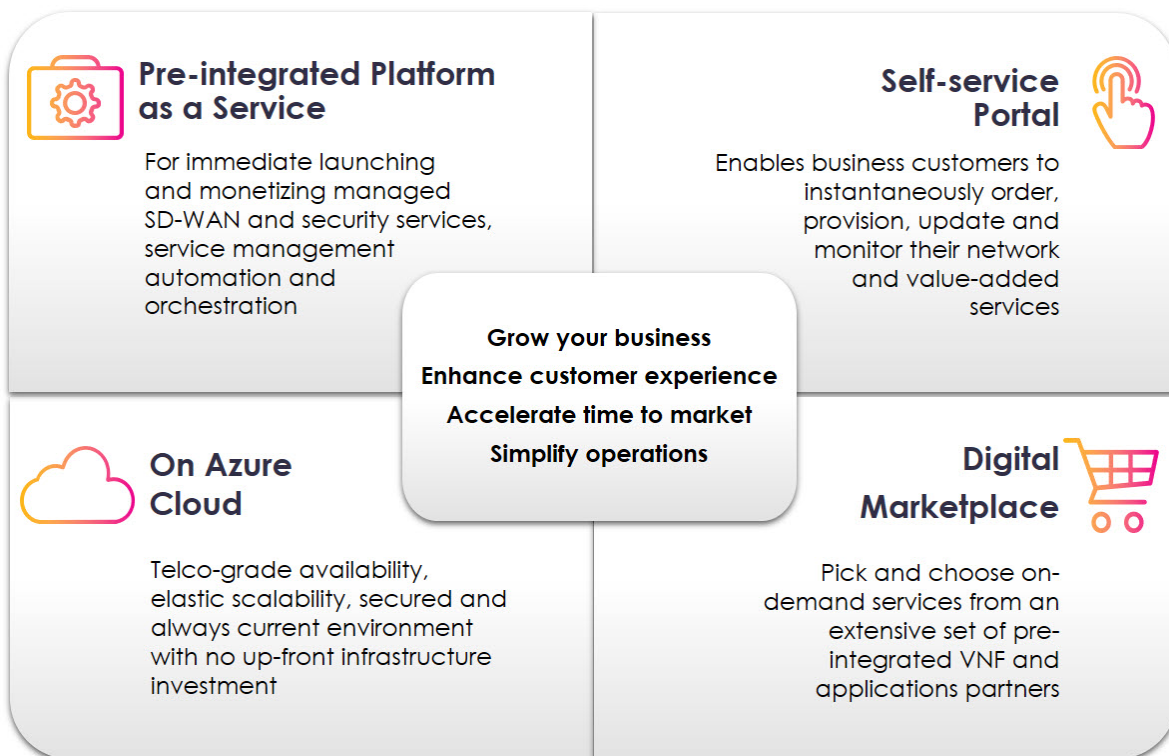 Pre-integrated Platform
as a Service
For immediate launching
and monetizing managed
SD-WAN and security services,
service management
automation and
orchestration
Self-service
Portal
Enables business customers to
instantaneously order,
provision, update and
monitor their network
and value-added
services
Grow your business
Enhance customer experience
Accelerate time to market
Simplify operations
On Azure
Cloud
Telco-grade availability,
elastic scalability, secured and
always current environment
with no up-front infrastructure
investment
Digital
Marketplace
Pick and choose on-
demand services from an
extensive set of pre-
integrated VNF and
applications partners